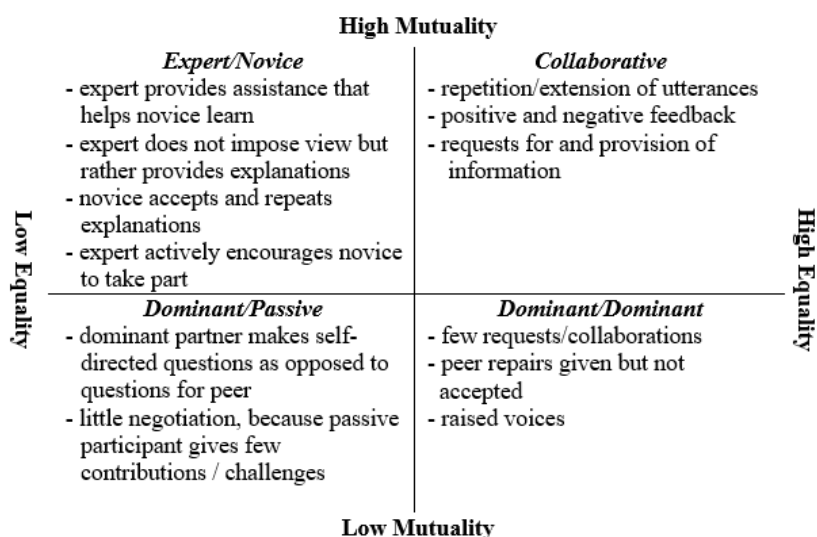 High Mutuality
Expert/Novice
- expert provides assistance that
helps novice learn
- expert does not impose view but
rather provides explanations
- novice accepts and repeats
explanations
- expert actively encourages novice
to take part
Collaborative
- repetition/extension of utterances
- positive and negative feedback
- requests for and provision of
information
Low Equality
High Equality
Dominant/Passive
- dominant partner makes self-
directed questions as opposed to
questions for peer
- little negotiation, because passive
participant gives few
contributions / challenges
Dominant/Dominant
- few requests/collaborations
- peer repairs given but not
accepted
- raised voices
Low Mutuality